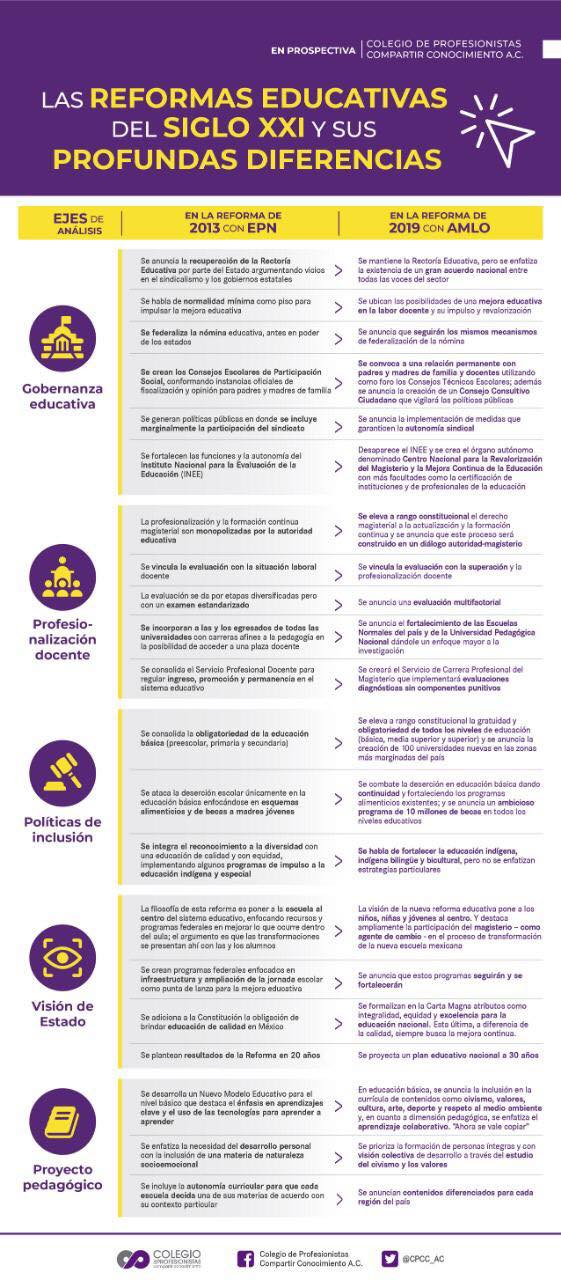 EN PROSPECTIVA
COLEGIO DE PROFESIONISTAS
COMPARTIR CONOCIMIENTO A.C.
LAS REFORMAS EDUCATIVAS
DEL SIGLO XXI Y SUS
PROFUNDAS DIFERENCIAS
EJES DE
ANÁLISIS
EN LA REFORMA DE
2013 CON EPN
EN LA REFORMA DE
2019 CON AMLO
Gobernanza
educativa
Se anuncia la recuperación de la Rectoría
Educativa por parte del Estado argumentando vicios
en el sindicalismo y los gobiernos estatales
Se mantiene la Rectoría Educativa, pero se enfatiza
la existencia de un gran acuerdo nacional entre
todas las voces del sector
Se habla de normalidad mínima como piso para
impulsar la mejora educativa
Se ubican las posibilidades de una mejora educativa
en la labor docente y su impulso y revalorización
Se federaliza la nómina educativa, antes en poder
de los estados
Se anuncia que seguirán los mismos mecanismos
de federalización de la nómina
Se crean los Consejos Escolares de Participación
Social, conformando instancias oficiales de
fiscalización y opinión para padres y madres de familia
Se convoca a una relación permanente con
padres y madres de familia y docentes utilizando
como foro los Consejos Técnicos Escolares; además
se anuncia la creación de un Consejo Consultivo
Ciudadano que vigilará las políticas públicas
Se generan políticas públicas en donde se incluye
marginalmente la participación del sindicato
Se anuncia la implementación de medidas que
garanticen la autonomía sindical
Se fortalecen las funciones y la autonomía del
Instituto Nacional para la Evaluación de la
Educación (INEE)
Desaparece el INEE y se crea el órgano autónomo
denominado Centro Nacional para la Revalorización
del Magisterio y la Mejora Continua de la Educación
con más facultades como la certificación de
instituciones y de profesionales de la educación
Profesio-
nalización
docente
La profesionalización y la formación continua
magisterial son monopolizadas por la autoridad
educativa
Se eleva a rango constitucional el derecho
magisterial a la actualización y la formación
continua y se anuncia que este proceso será
construido en un diálogo autoridad-magisterio
Se vincula la evaluación con la situación laboral
docente
Se vincula la evaluación con la superación y la
profesionalización docente
La evaluación se da por etapas diversificadas pero
con un examen estandarizado
Se anuncia una evaluación multifactorial
Se incorporan a las y los egresados de todas las
universidades con carreras afines a la pedagogía en
la posibilidad de acceder a una plaza docente
Se anuncia el fortalecimiento de las Escuelas
Normales del país y de la Universidad Pedagógica
Nacional dándole un enfoque mayor a la
investigación
Se consolida el Servicio Profesional Docente para
regular ingreso, promoción y permanencia en el
sistema educativo
Se creará el Servicio de Carrera Profesional del
Magisterio que implementará evaluaciones
diagnósticas sin componentes punitivos
Políticas
de inclusión
Se consolida la obligatoriedad de la educación
básica (preescolar, primaria y secundaria)
Se eleva a rango constitucional la gratuidad y
obligatoriedad de todos los niveles de educación
(básica, media superior y superior) y se anuncia la
creación de 100 universidades nuevas en las zonas
más marginadas del país
Se ataca la deserción escolar únicamente en la
educación básica enfocándose en esquemas
alimenticios y de becas a madres jóvenes
Se combate la deserción en educación básica dando
continuidad y fortaleciendo los programas
alimenticios existentes; y se anuncia un ambicioso
programa de 10 millones de becas en todos los
niveles educativos
Se integra el reconocimiento a la diversidad con
una educación de calidad y con equidad,
implementando algunos programas de impulso a la
educación indígena y especial
Se habla de fortalecer la educación indígena,
indígena bilingüe y bicultural, pero no se enfatizan
estrategias particulares
Visión de
Estado
La filosofía de esta reforma es poner a la escuela al
centro del sistema educativo, enfocando recursos y
programas federales en mejorar lo que ocurre dentro
del aula; el argumento es que las transformaciones
se presentan ahí con las y los alumnos
La visión de la nueva reforma educativa pone a los
niños, niñas y jóvenes al centro. Y destaca
ampliamente la participación del magisterio – como
agente de cambio - en el proceso de transformación
de la nueva escuela mexicana
Se crean programas federales enfocados en
infraestructura y ampliación de la jornada escolar
como punta de lanza para la mejora educativa
Se anuncia que estos programas seguirán y se
fortalecerán
Se adiciona a la Constitución la obligación de
brindar educación de calidad en México
Se formalizan en la Carta Magna atributos como
integralidad, equidad y excelencia para la
educación nacional. Esta última, a diferencia de la
calidad, siempre busca la mejora continua.
Se plantean resultados de la Reforma en 20 años
Se proyecta un plan educativo nacional a 30 años
Proyecto
pedagógico
Se desarrolla un Nuevo Modelo Educativo para el
nivel básico que destaca el énfasis en aprendizajes
clave y el uso de las tecnologías para aprender a
aprender
En educación básica, se anuncia la inclusión en la
currícula de contenidos como civismo, valores,
cultura, arte, deporte y respeto al medio ambiente
y, en cuanto a dimensión pedagógica, se enfatiza el
aprendizaje colaborativo. "Ahora se vale copiar"
Se enfatiza la necesidad del desarrollo personal
con la inclusión de una materia de naturaleza
socioemocional
Se prioriza la formación de personas íntegras y con
visión colectiva de desarrollo a través del estudio
del civismo y los valores
Se incluye la autonomía curricular para que cada
escuela decida una de sus materias de acuerdo con
su contexto particular
Se anuncian contenidos diferenciados para cada
región del país
COLEGIO
DE PROFESIONISTAS
COMPARTIR CONOCIMIENTO
Colegio de Profesionistas
Compartir Conocimiento A.C.
@CPCC_AC